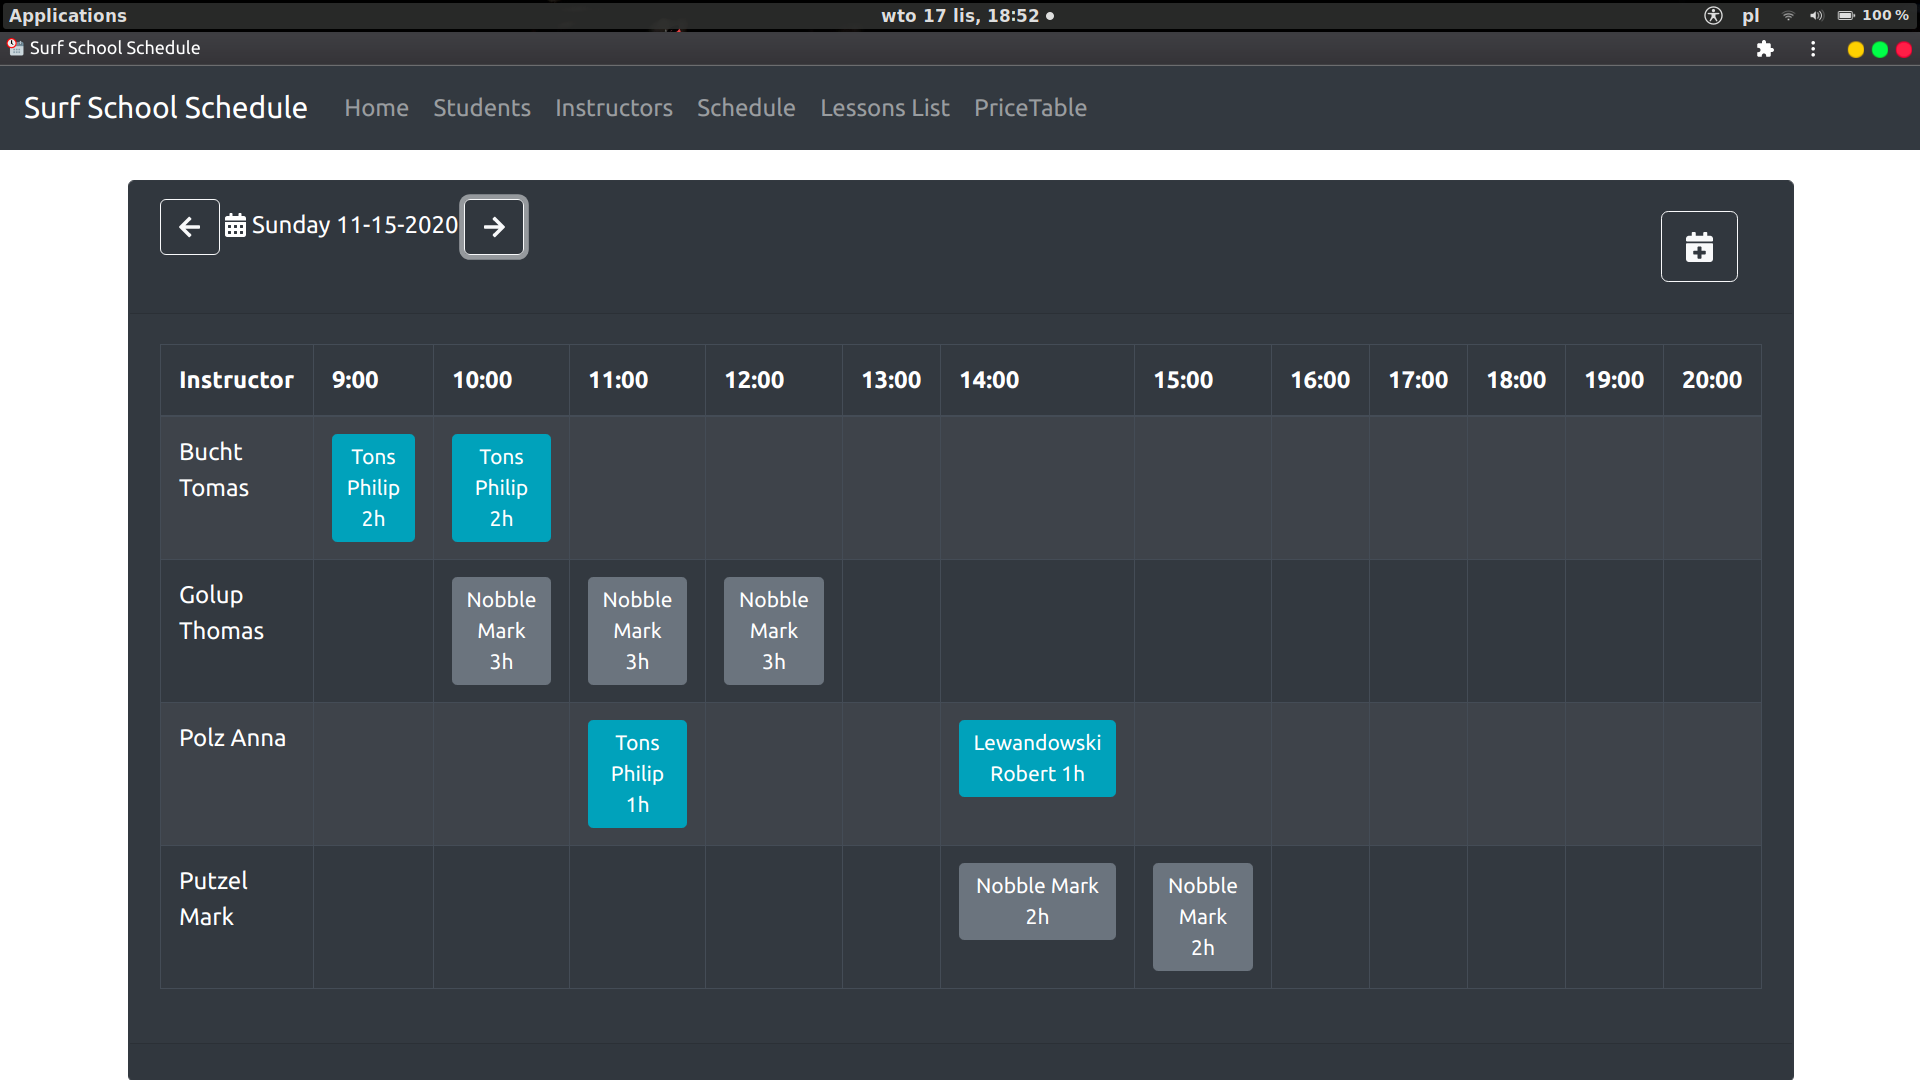 Applications
wto 17 lis, 18:52
pl
100 %
Surf School Schedule
Surf School Schedule Home Students Instructors Schedule Lessons List PriceTable
Sunday 11-15-2020
Instructor 9:00 10:00 11:00 12:00 13:00 14:00 15:00 16:00 17:00 18:00 19:00 20:00
Bucht
Tomas
Tons
Philip
2h
Tons
Philip
2h
Golup
Thomas
Nobble
Mark
3h
Nobble
Mark
3h
Nobble
Mark
3h
Polz Anna
Tons
Philip
1h
Lewandowski
Robert 1h
Putzel
Mark
Nobble Mark
2h
Nobble
Mark
2h